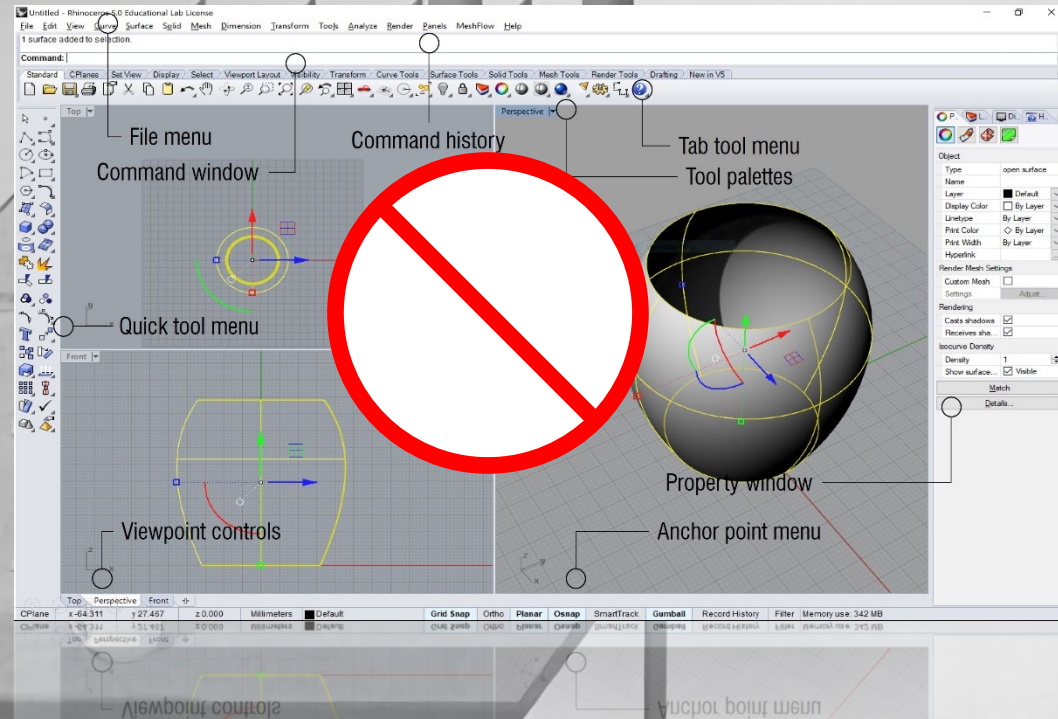 Untitled - Rhinoceros 5.0 Educational Lab License
File Edit View Curve Surface Solid Mesh Dimension Transform Tools Analyze Render Panels MeshFlow Help
1 surface added to selection.
Command:
Standard CPlanes Set View Display Select Viewport Layout Visibility Transform Curve Tools Surface Tools Solid Tools Mesh Tools Render Tools Drafting New in V5
Top
Perspective
File menu
Command history
Tab tool menu
Command window
Tool palettes
Quick tool menu
y
x
Front
Viewpoint controls
z
x
Property window
Anchor point menu
z
y
x
P.. L.. Di.. H..
Object
Type open surface
Name
Layer Default
Display Color By Layer
Linetype By Layer
Print Color By Layer
Print Width By Layer
Hyperlink ...
Render Mesh Settings
Custom Mesh
Settings Adjust...
Rendering
Casts shadows
Receives sha...
Isocurve Density
Density 1
Show surface... Visible
Match
Details...
Top Perspective Front
CPlane x -64.311 y 27.467 z 0.000 Millimeters Default Grid Snap Ortho Planar Osnap SmartTrack Gumball Record History Filter Memory use: 342 MB